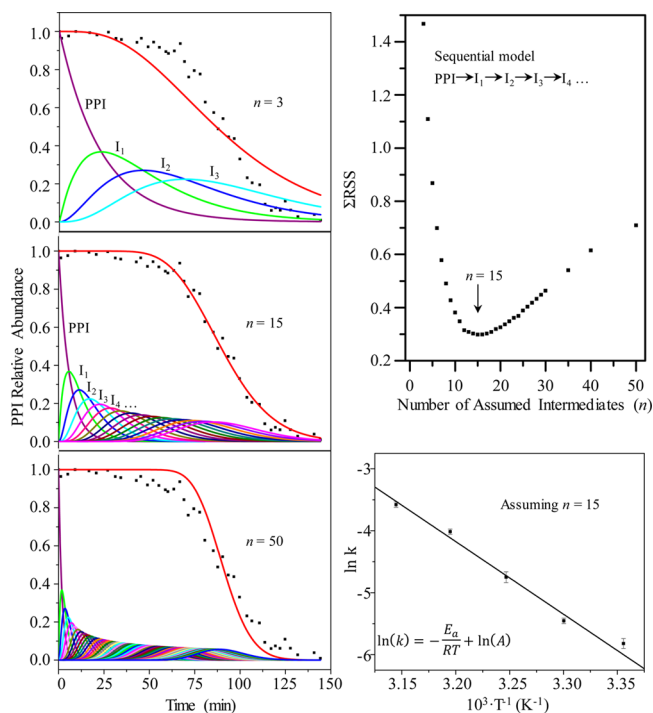 PPI Relative Abundance
1.0
0.8
0.6
0.4
0.2
0.0
PPI
I₁
I₂
I₃
n = 3
1.0
0.8
0.6
0.4
0.2
0.0
PPI
I₁
I₂
I₃ I₄ ...
n = 15
1.0
0.8
0.6
0.4
0.2
0.0
n = 50
0 25 50 75 100 125 150
Time (min)
ΣRSS
1.4
1.2
1.0
0.8
0.6
0.4
0.2
Sequential model
PPI→I₁→I₂→I₃→I₄ ...
n = 15
0 10 20 30 40 50
Number of Assumed Intermediates (n)
ln k
-3
-4
-5
-6
Assuming n = 15
ln(k) = −Eₐ/RT + ln(A)
3.15 3.20 3.25 3.30 3.35
10³·T⁻¹ (K⁻¹)